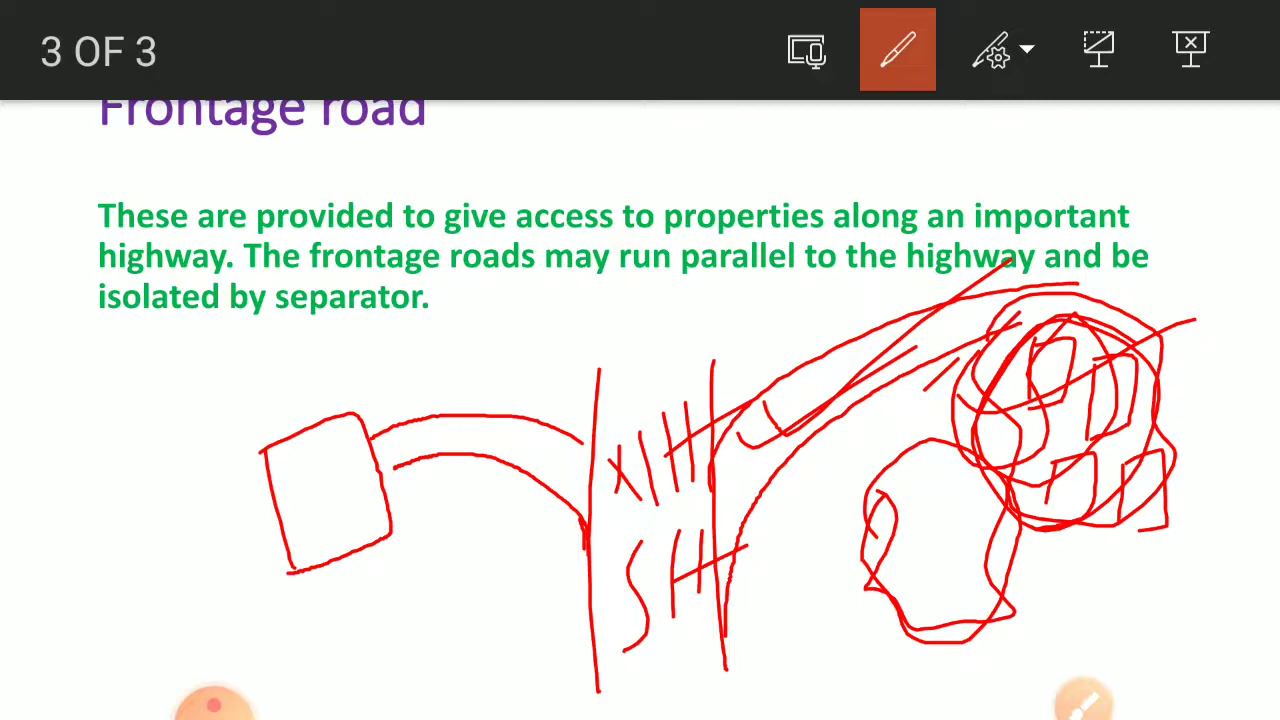 3 OF 3
Frontage road
These are provided to give access to properties along an important
highway. The frontage roads may run parallel to the highway and be
isolated by separator.
SH